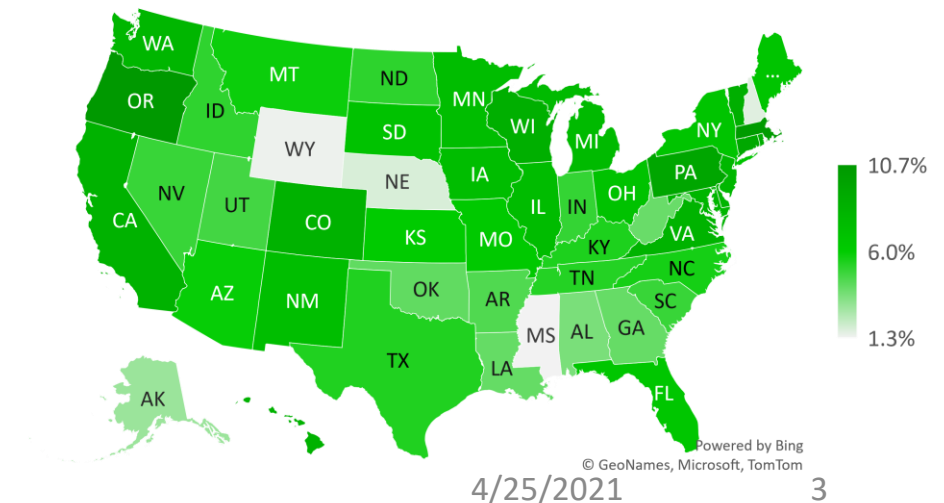 WA
MT
ND
MN
OR
ID
SD
WI
MI
NY
...
WY
10.7%
IA
PA
NE
NV
UT
IL
IN
OH
CO
CA
KS
MO
KY
VA
6.0%
TN
NC
OK
AZ
NM
AR
SC
MS
AL
GA
1.3%
TX
LA
AK
FL
Powered by Bing
© GeoNames, Microsoft, TomTom
4/25/2021 3